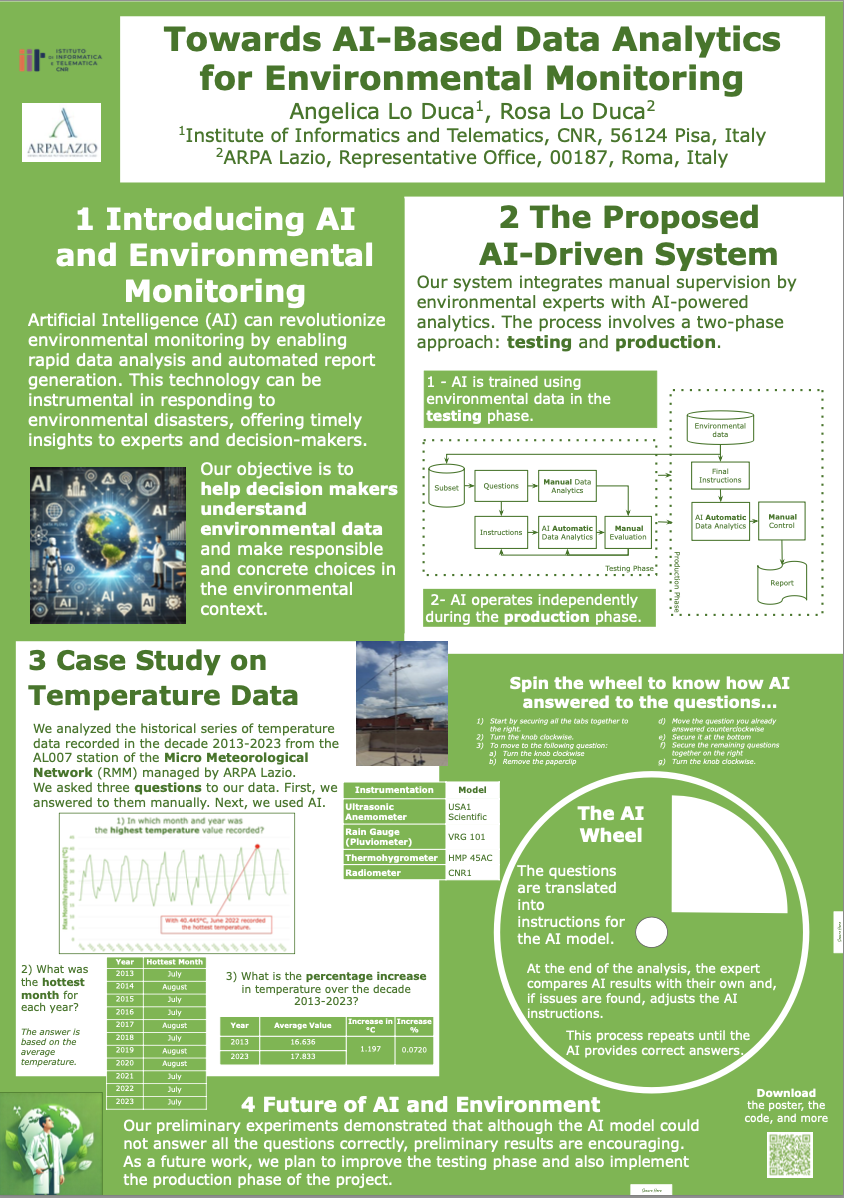 ISTITUTO
DI INFORMATICA
E TELEMATICA
CNR
ARPALAZIO
Towards AI-Based Data Analytics
for Environmental Monitoring
Angelica Lo Duca1, Rosa Lo Duca2
1Institute of Informatics and Telematics, CNR, 56124 Pisa, Italy
2ARPA Lazio, Representative Office, 00187, Roma, Italy
1 Introducing AI
and Environmental
Monitoring
Artificial Intelligence (AI) can revolutionize
environmental monitoring by enabling
rapid data analysis and automated report
generation. This technology can be
instrumental in responding to
environmental disasters, offering timely
insights to experts and decision-makers.
AI
AI
AI
AI
Our objective is to
help decision makers
understand
environmental data
and make responsible
and concrete choices in
the environmental
context.
2 The Proposed
AI-Driven System
Our system integrates manual supervision by
environmental experts with AI-powered
analytics. The process involves a two-phase
approach: testing and production.
1 - AI is trained using
environmental data in the
testing phase.
Environmental
data
Subset
Questions
Manual Data
Analytics
Final
Instructions
Instructions
AI Automatic
Data Analytics
Manual
Evaluation
AI Automatic
Data Analytics
Manual
Control
Testing Phase
Production Phase
Report
2- AI operates independently
during the production phase.
3 Case Study on
Temperature Data
We analyzed the historical series of temperature
data recorded in the decade 2013-2023 from the
AL007 station of the Micro Meteorological
Network (RMM) managed by ARPA Lazio.
We asked three questions to our data. First, we
answered to them manually. Next, we used AI.
Instrumentation Model
Ultrasonic Anemometer USA1 Scientific
Rain Gauge (Pluviometer) VRG 101
Thermohygrometer HMP 45AC
Radiometer CNR1
1) In which month and year was
the highest temperature value recorded?
Max Monthly Temperature (°C)
With 40.445°C, June 2022 recorded
the hottest temperature.
2) What was
the hottest
month for
each year?
The answer is
based on the
average
temperature.
Year Hottest Month
2013 July
2014 August
2015 July
2016 July
2017 August
2018 July
2019 August
2020 August
2021 July
2022 July
2023 July
3) What is the percentage increase
in temperature over the decade
2013-2023?
Year Average Value Increase in °C Increase %
2013 16.636 1.197 0.0720
2023 17.833
Spin the wheel to know how AI
answered to the questions...
1) Start by securing all the tabs together to
the right.
2) Turn the knob clockwise.
3) To move to the following question:
a) Turn the knob clockwise
b) Remove the paperclip
d) Move the question you already
answered counterclockwise
e) Secure it at the bottom
f) Secure the remaining questions
together on the right
g) Turn the knob clockwise.
The AI
Wheel
The questions
are translated
into
instructions for
the AI model.
At the end of the analysis, the expert
compares AI results with their own and,
if issues are found, adjusts the AI
instructions.
This process repeats until the
AI provides correct answers.
4 Future of AI and Environment
Our preliminary experiments demonstrated that although the AI model could
not answer all the questions correctly, preliminary results are encouraging.
As a future work, we plan to improve the testing phase and also implement
the production phase of the project.
Download
the poster, the
code, and more